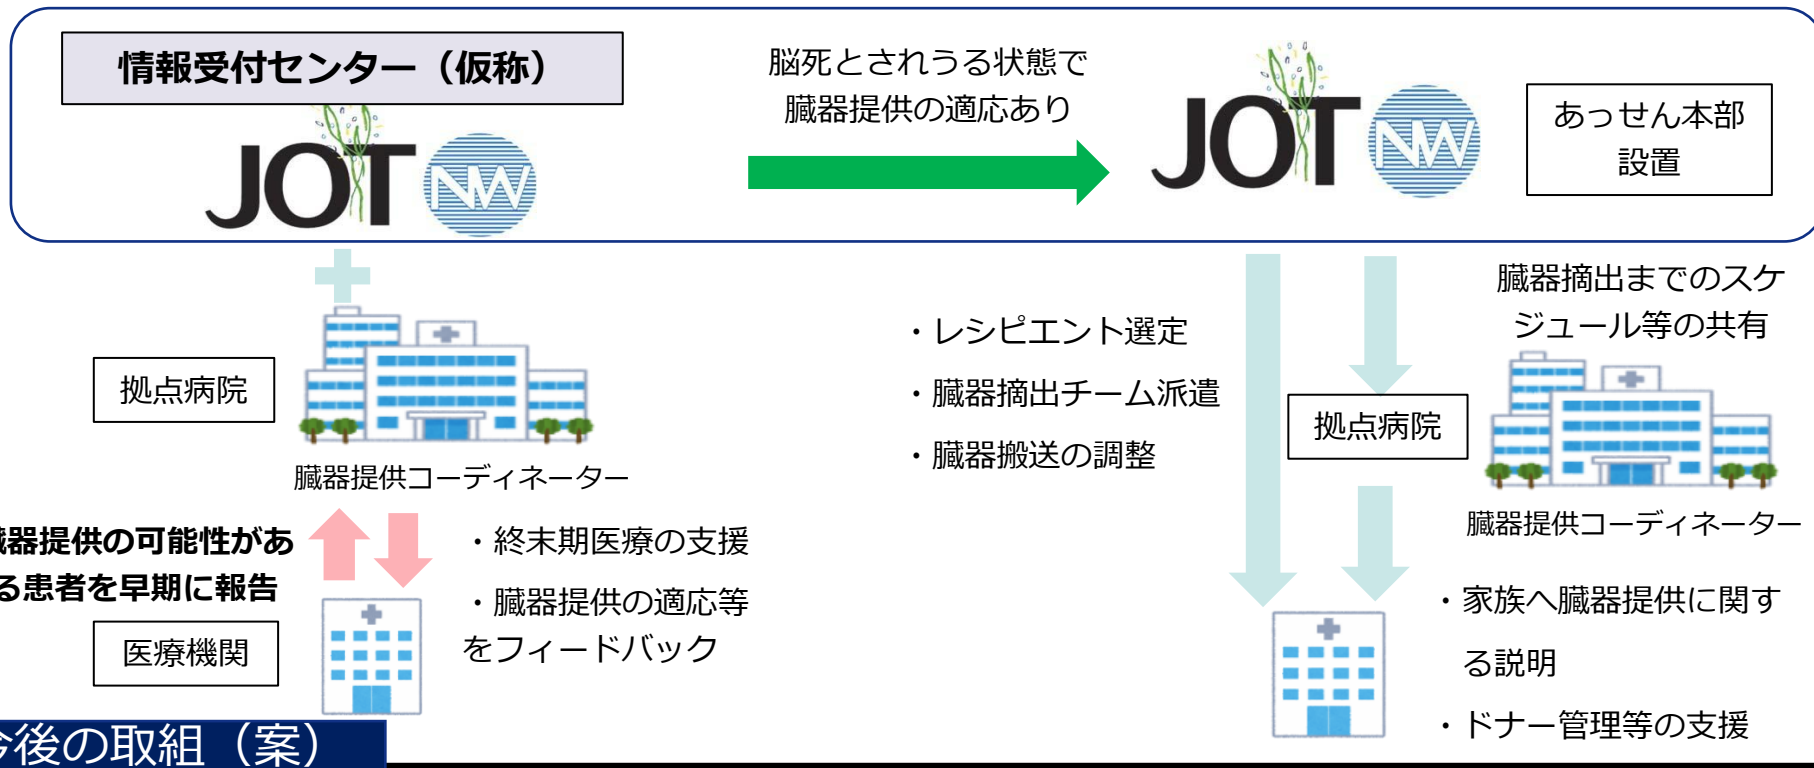 情報受付センター（仮称）
JOT NW
脳死とされうる状態で
臓器提供の適応あり
JOT NW
あっせん本部
設置
拠点病院
臓器提供コーディネーター
臓器提供の可能性があ
る患者を早期に報告
医療機関
・終末期医療の支援
・臓器提供の適応等
をフィードバック
・レシピエント選定
・臓器摘出チーム派遣
・臓器搬送の調整
臓器摘出までのスケ
ジュール等の共有
拠点病院
臓器提供コーディネーター
・家族へ臓器提供に関す
る説明
・ドナー管理等の支援
今後の取組（案）